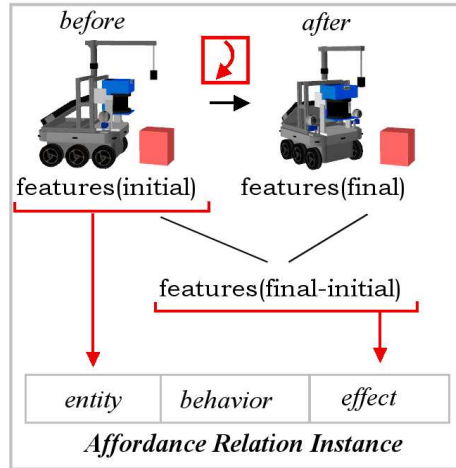 before after
features(initial) features(final)
features(final-initial)
entity behavior effect
Affordance Relation Instance